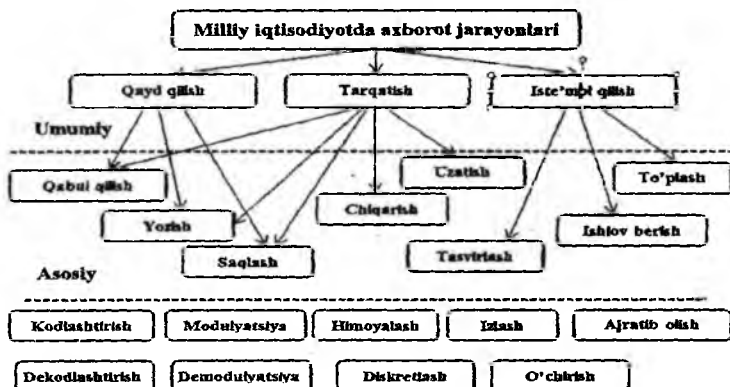 Milliy iqtisodiyotda axborot jarayonlari
Qayd qilish
Tarqatish
Iste'mol qilish
Umumiy
Qabul qilish
Uzatish
To'plash
Yorish
Chiqarish
Ishlov berish
Saqlash
Tasvirlash
Asosiy
Kodlashtirish
Modulyatsiya
Himoyalash
Izlash
Ajratib olish
Dekodlashtirish
Demodulyatsiya
Diskretlash
O'chirish